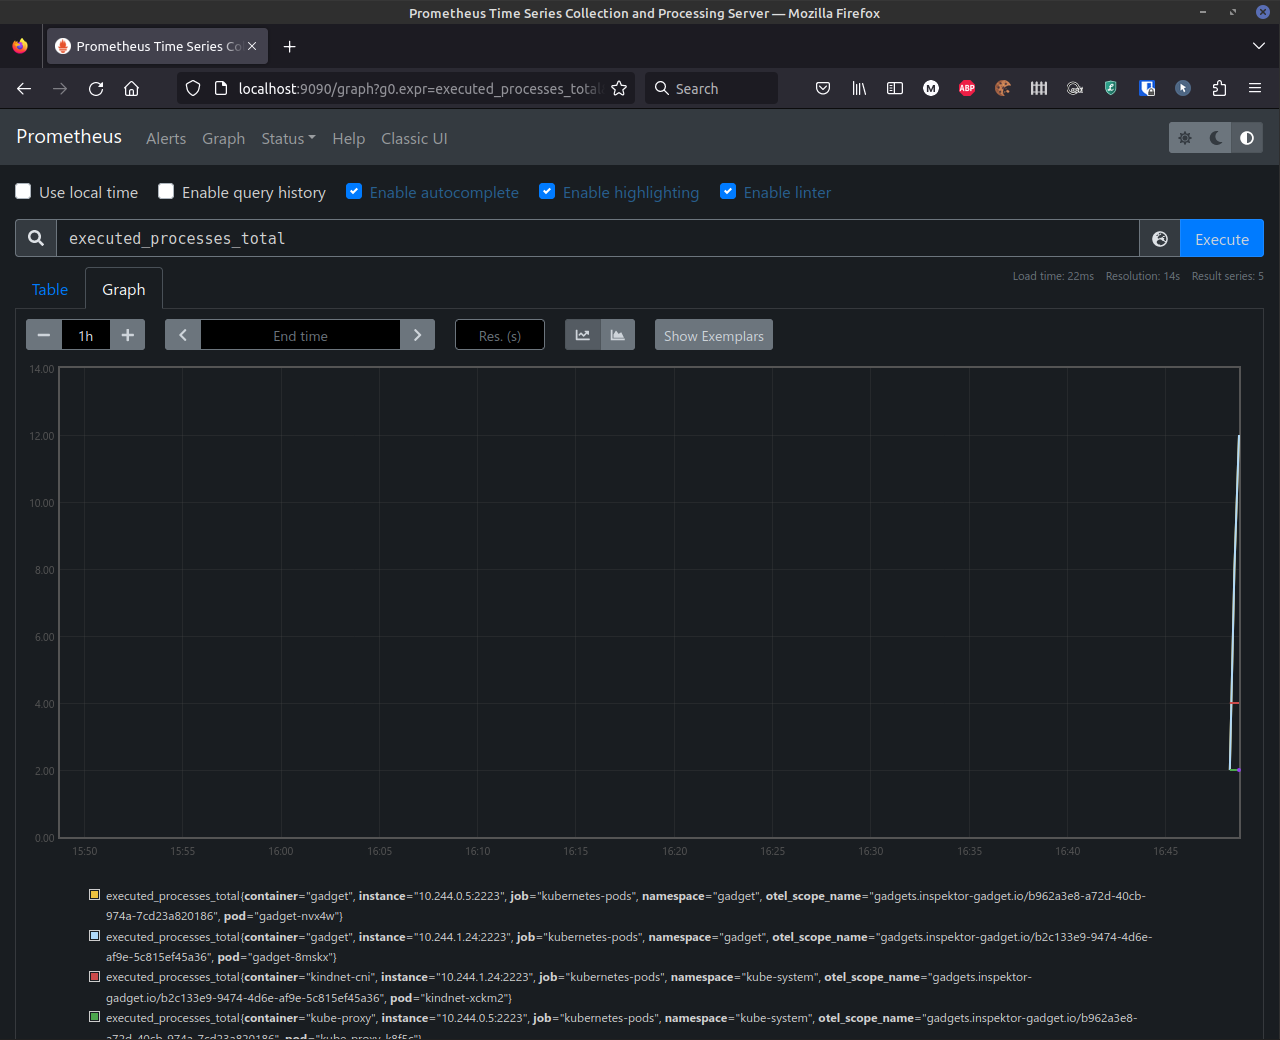 Prometheus Time Series Collection and Processing Server — Mozilla Firefox
Prometheus Time Series Co
localhost:9090/graph?g0.expr=executed_processes_total
Search
M
ABP
Prometheus
Alerts
Graph
Status
Help
Classic UI
Use local time
Enable query history
Enable autocomplete
Enable highlighting
Enable linter
executed_processes_total
Execute
Load time: 22ms
Resolution: 14s
Result series: 5
Table
Graph
1h
End time
Res. (s)
Show Exemplars
14.00
12.00
10.00
8.00
6.00
4.00
2.00
0.00
15:50
15:55
16:00
16:05
16:10
16:15
16:20
16:25
16:30
16:35
16:40
16:45
executed_processes_total{container="gadget", instance="10.244.0.5:2223", job="kubernetes-pods", namespace="gadget", otel_scope_name="gadgets.inspektor-gadget.io/b962a3e8-a72d-40cb-
974a-7cd23a820186", pod="gadget-nvx4w"}
executed_processes_total{container="gadget", instance="10.244.1.24:2223", job="kubernetes-pods", namespace="gadget", otel_scope_name="gadgets.inspektor-gadget.io/b2c133e9-9474-4d6e-
af9e-5c815ef45a36", pod="gadget-8mskx"}
executed_processes_total{container="kindnet-cni", instance="10.244.1.24:2223", job="kubernetes-pods", namespace="kube-system", otel_scope_name="gadgets.inspektor-
gadget.io/b2c133e9-9474-4d6e-af9e-5c815ef45a36", pod="kindnet-xckm2"}
executed_processes_total{container="kube-proxy", instance="10.244.0.5:2223", job="kubernetes-pods", namespace="kube-system", otel_scope_name="gadgets.inspektor-gadget.io/b962a3e8-
a72d-40cb-974a-7cd23a820186", pod="kube-proxy-k8f5c"}